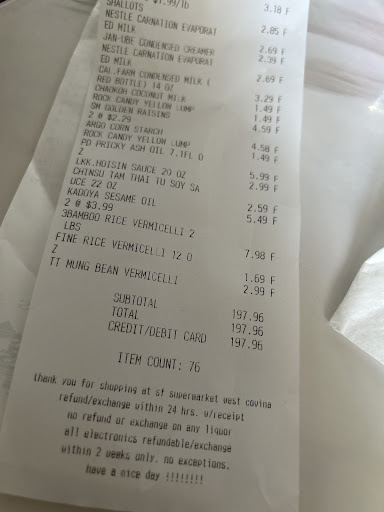 $1.99/lb
SHALLOTS 3.18 F
NESTLE CARNATION EVAPORAT
ED MILK 2.85 F
JAN-UBE CONDENSED CREAMER 2.69 F
NESTLE CARNATION EVAPORAT 2.39 F
ED MILK
CAL.FARM CONDENSED MILK ( 2.69 F
RED BOTTLE) 14 OZ
CHAOKOH COCONUT MILK 3.29 F
ROCK CANDY YELLOW LUMP 1.49 F
SM GOLDEN RAISINS 1.49 F
2 @ $2.29 4.59 F
ARGO CORN STARCH
ROCK CANDY YELLOW LUMP 4.58 F
PD PRICKY ASH OIL 7.1FL O 1.49 F
Z
LKK.HOISIN SAUCE 20 OZ 5.99 F
CHINSU TAM THAI TU SOY SA 2.99 F
UCE 22 OZ
KADOYA SESAME OIL 2.59 F
2 @ $3.99 5.49 F
3BAMBOO RICE VERMICELLI 2
LBS 7.98 F
FINE RICE VERMICELLI 12 O
Z 1.69 F
TT MUNG BEAN VERMICELLI 2.99 F
SUBTOTAL 197.96
TOTAL 197.96
CREDIT/DEBIT CARD 197.96
ITEM COUNT: 76
thank you for shopping at sf supermarket west covina
refund/exchange within 24 hrs. w/receipt
no refund or exchange on any liquor
all electronics refundable/exchange
within 2 weeks only. no exceptions.
have a nice day !!!!!!!!